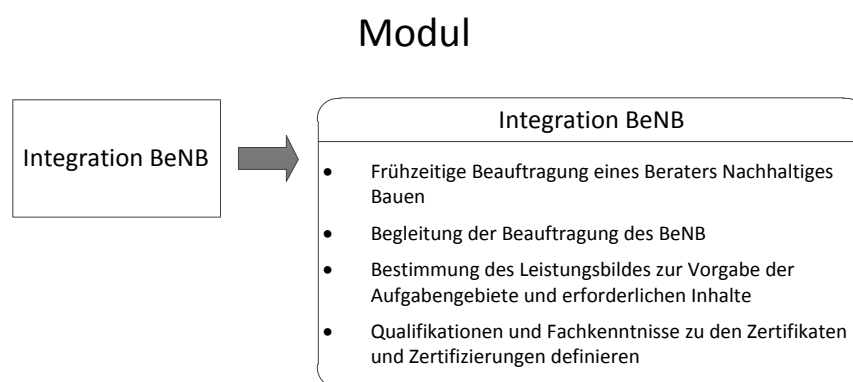 Modul
Integration BeNB
Integration BeNB
• Frühzeitige Beauftragung eines Beraters Nachhaltiges
Bauen
• Begleitung der Beauftragung des BeNB
• Bestimmung des Leistungsbildes zur Vorgabe der
Aufgabengebiete und erforderlichen Inhalte
• Qualifikationen und Fachkenntnisse zu den Zertifikaten
und Zertifizierungen definieren